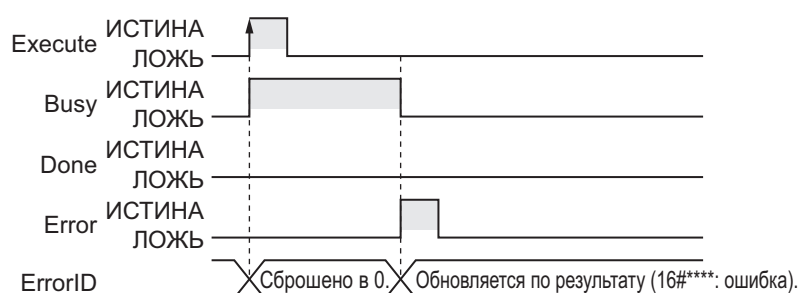 Execute ИСТИНА
ЛОЖЬ
Busy ИСТИНА
ЛОЖЬ
Done ИСТИНА
ЛОЖЬ
Error ИСТИНА
ЛОЖЬ
ErrorID Сброшено в 0. Обновляется по результату (16#****: ошибка).